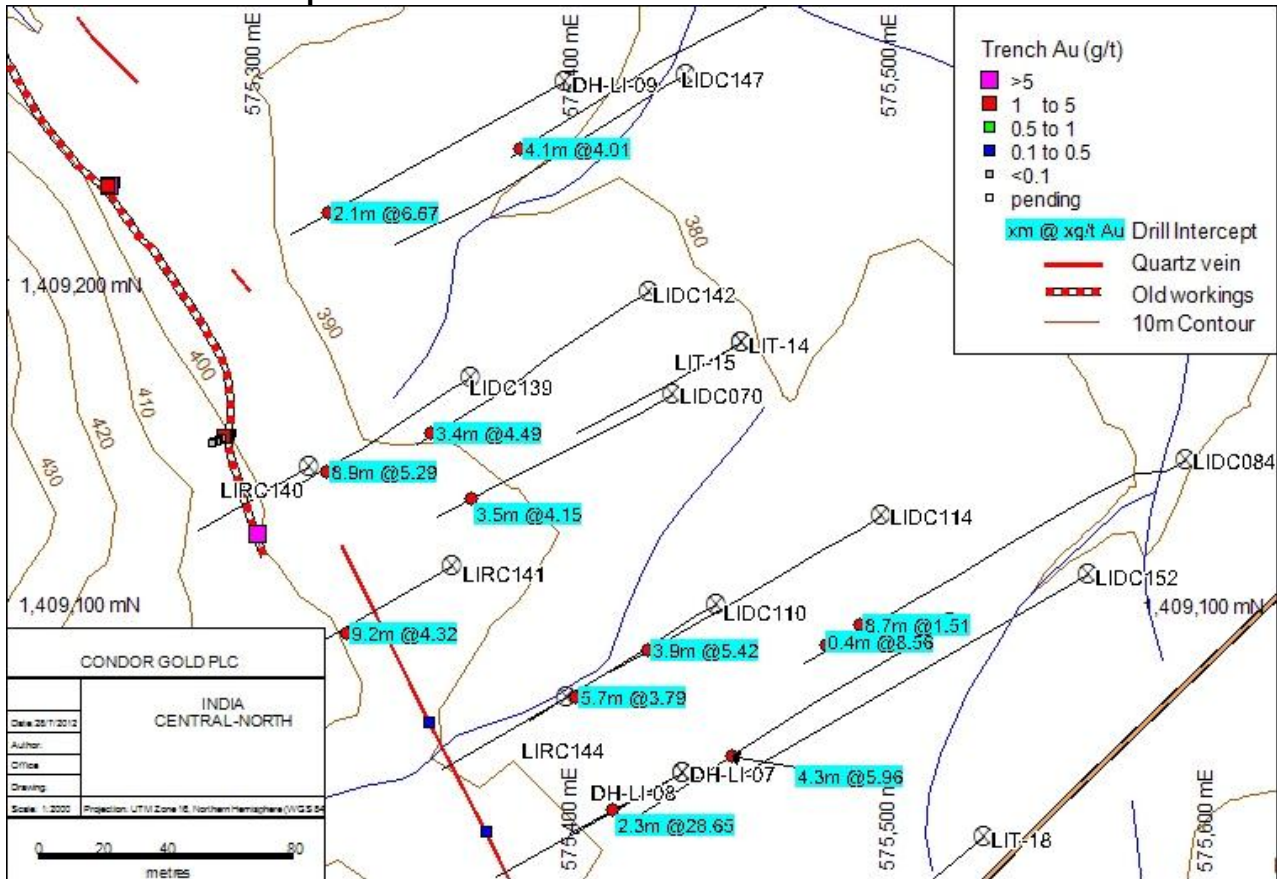 575,300 mE
575,400 mE
575,500 mE
Trench Au (g/t)
>5
1 to 5
0.5 to 1
0.1 to 0.5
<0.1
pending
xm @ xg/t Au Drill Intercept
Quartz vein
Old workings
10m Contour
DH-LI-09
LIDC147
4.1m @4.01
2.1m @6.67
380
1,409,200 mN
LIDC142
390
LIT-14
LIT-15
400
LIDC139
LIDC070
410
420
3.4m @4.49
430
8.9m @5.29
LIDC084
LIRC140
3.5m @4.15
LIDC114
LIRC141
LIDC152
1,409,100 mN
1,409,100 mN
LIDC110
8.7m @1.51
9.2m @4.32
0.4m @8.56
3.9m @5.42
5.7m @3.79
LIRC144
DH-LI-07
4.3m @5.96
DH-LI-08
2.3m @28.65
LIT-18
575,400 mE
575,500 mE
575,600 mE
CONDOR GOLD PLC
INDIA
CENTRAL-NORTH
Date:
Author:
Office
Drawing:
Scale: 1:2000
Projection: UTM Zone 16, Northern Hemisphere (WGS 84
0 20 40 80
metres